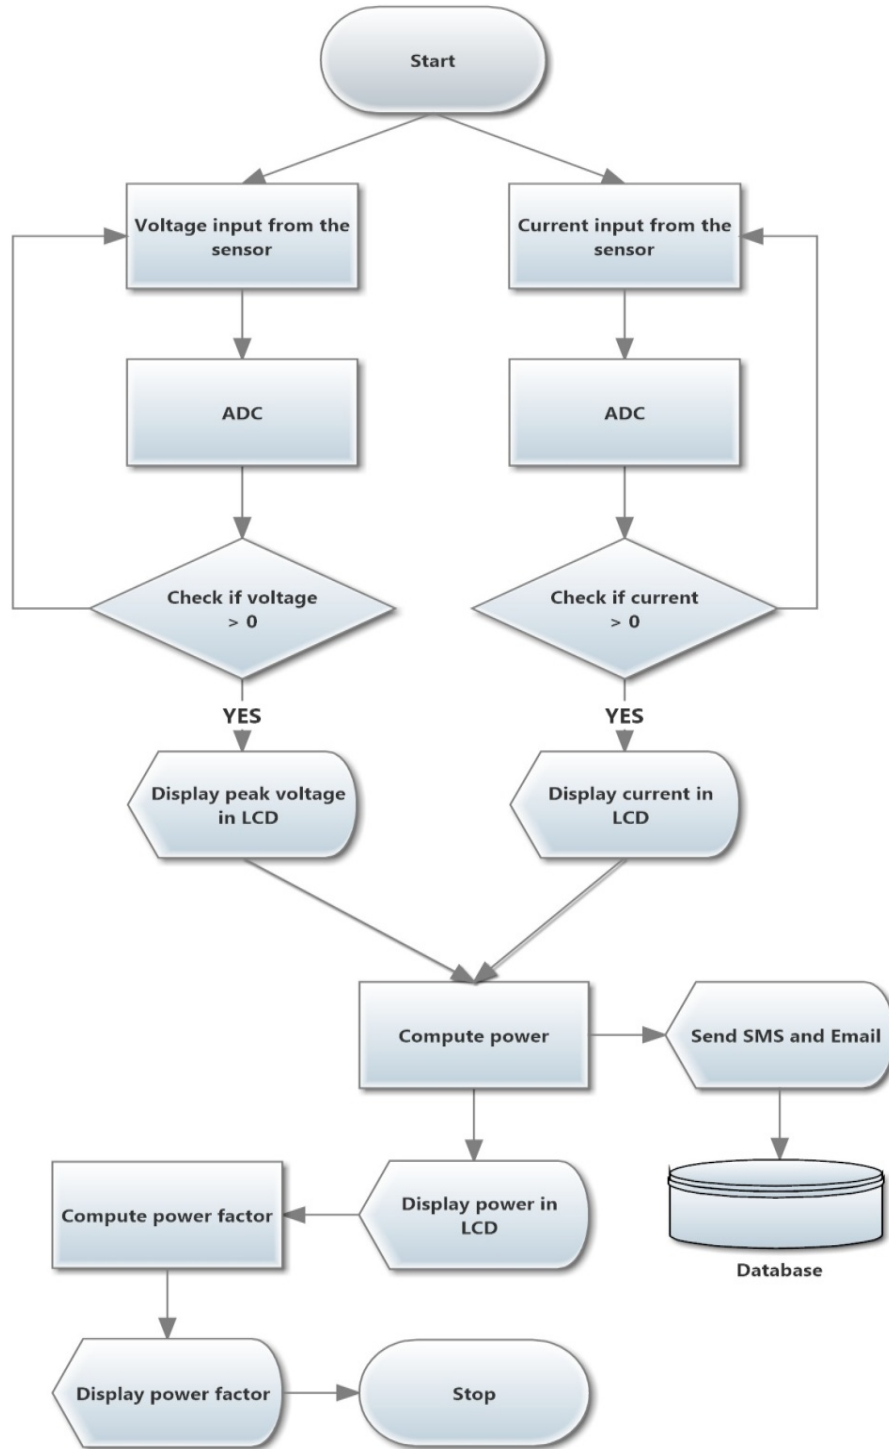 Start
Voltage input from the
sensor
Current input from the
sensor
ADC
ADC
Check if voltage
> 0
Check if current
> 0
YES
YES
Display peak voltage
in LCD
Display current in
LCD
Compute power
Send SMS and Email
Compute power factor
Display power in
LCD
Database
Display power factor
Stop